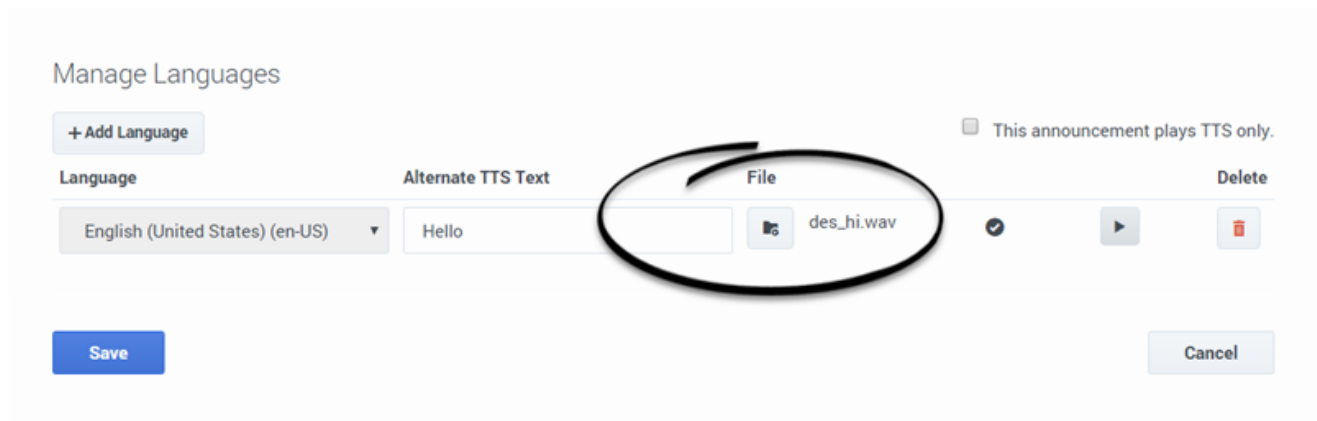 Manage Languages
+ Add Language
This announcement plays TTS only.
Language Alternate TTS Text File Delete
English (United States) (en-US) Hello des_hi.wav
Save Cancel